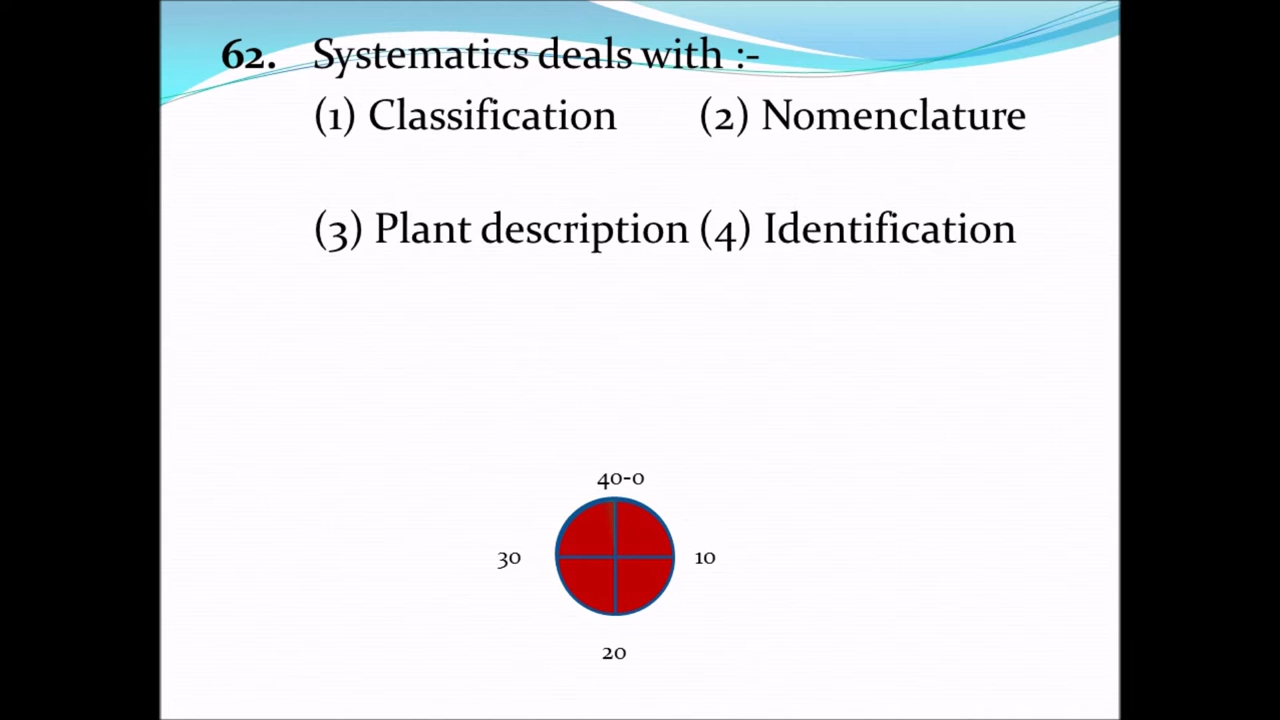 62. Systematics deals with :-
(1) Classification (2) Nomenclature
(3) Plant description (4) Identification
40-0
30 10
20